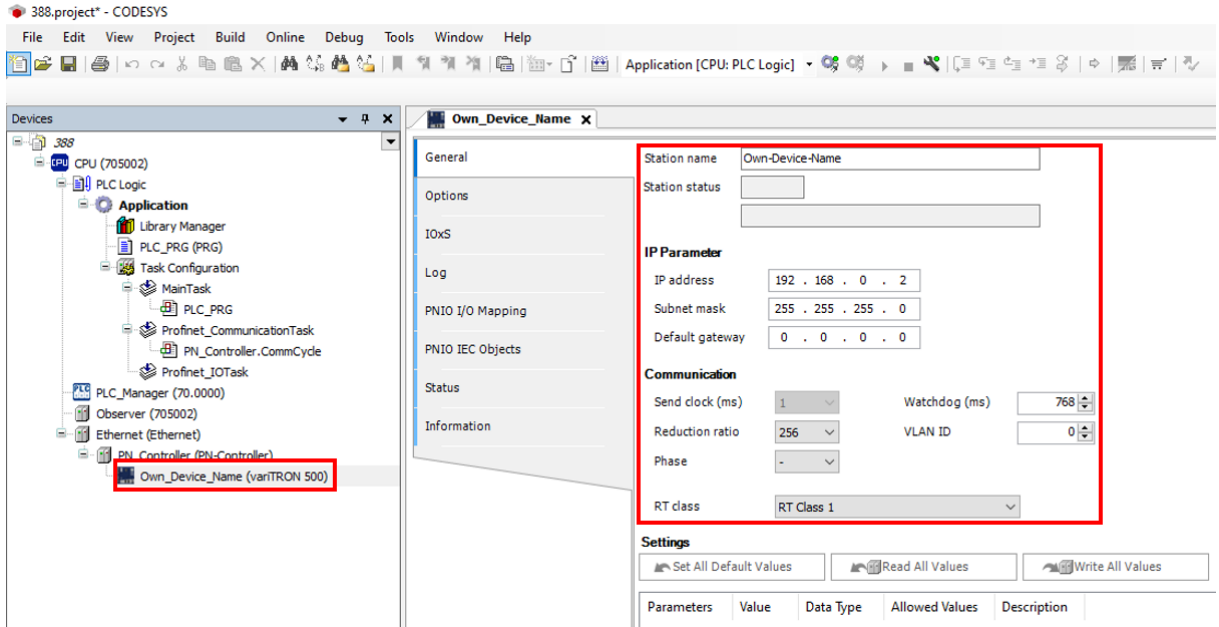 388.project* - CODESYS
File Edit View Project Build Online Debug Tools Window Help
Application [CPU: PLC Logic]
Devices
388
CPU (705002)
PLC Logic
Application
Library Manager
PLC_PRG (PRG)
Task Configuration
MainTask
PLC_PRG
Profinet_CommunicationTask
PN_Controller.CommCycle
Profinet_IOTask
PLC_Manager (70.0000)
Observer (705002)
Ethernet (Ethernet)
PN_Controller (PN-Controller)
Own_Device_Name (variTRON 500)
Own_Device_Name
General
Options
IOxS
Log
PNIO I/O Mapping
PNIO IEC Objects
Status
Information
Station name Own-Device-Name
Station status
IP Parameter
IP address 192 . 168 . 0 . 2
Subnet mask 255 . 255 . 255 . 0
Default gateway 0 . 0 . 0 . 0
Communication
Send clock (ms) 1 Watchdog (ms) 768
Reduction ratio 256 VLAN ID 0
Phase -
RT class RT Class 1
Settings
Set All Default Values Read All Values Write All Values
Parameters Value Data Type Allowed Values Description